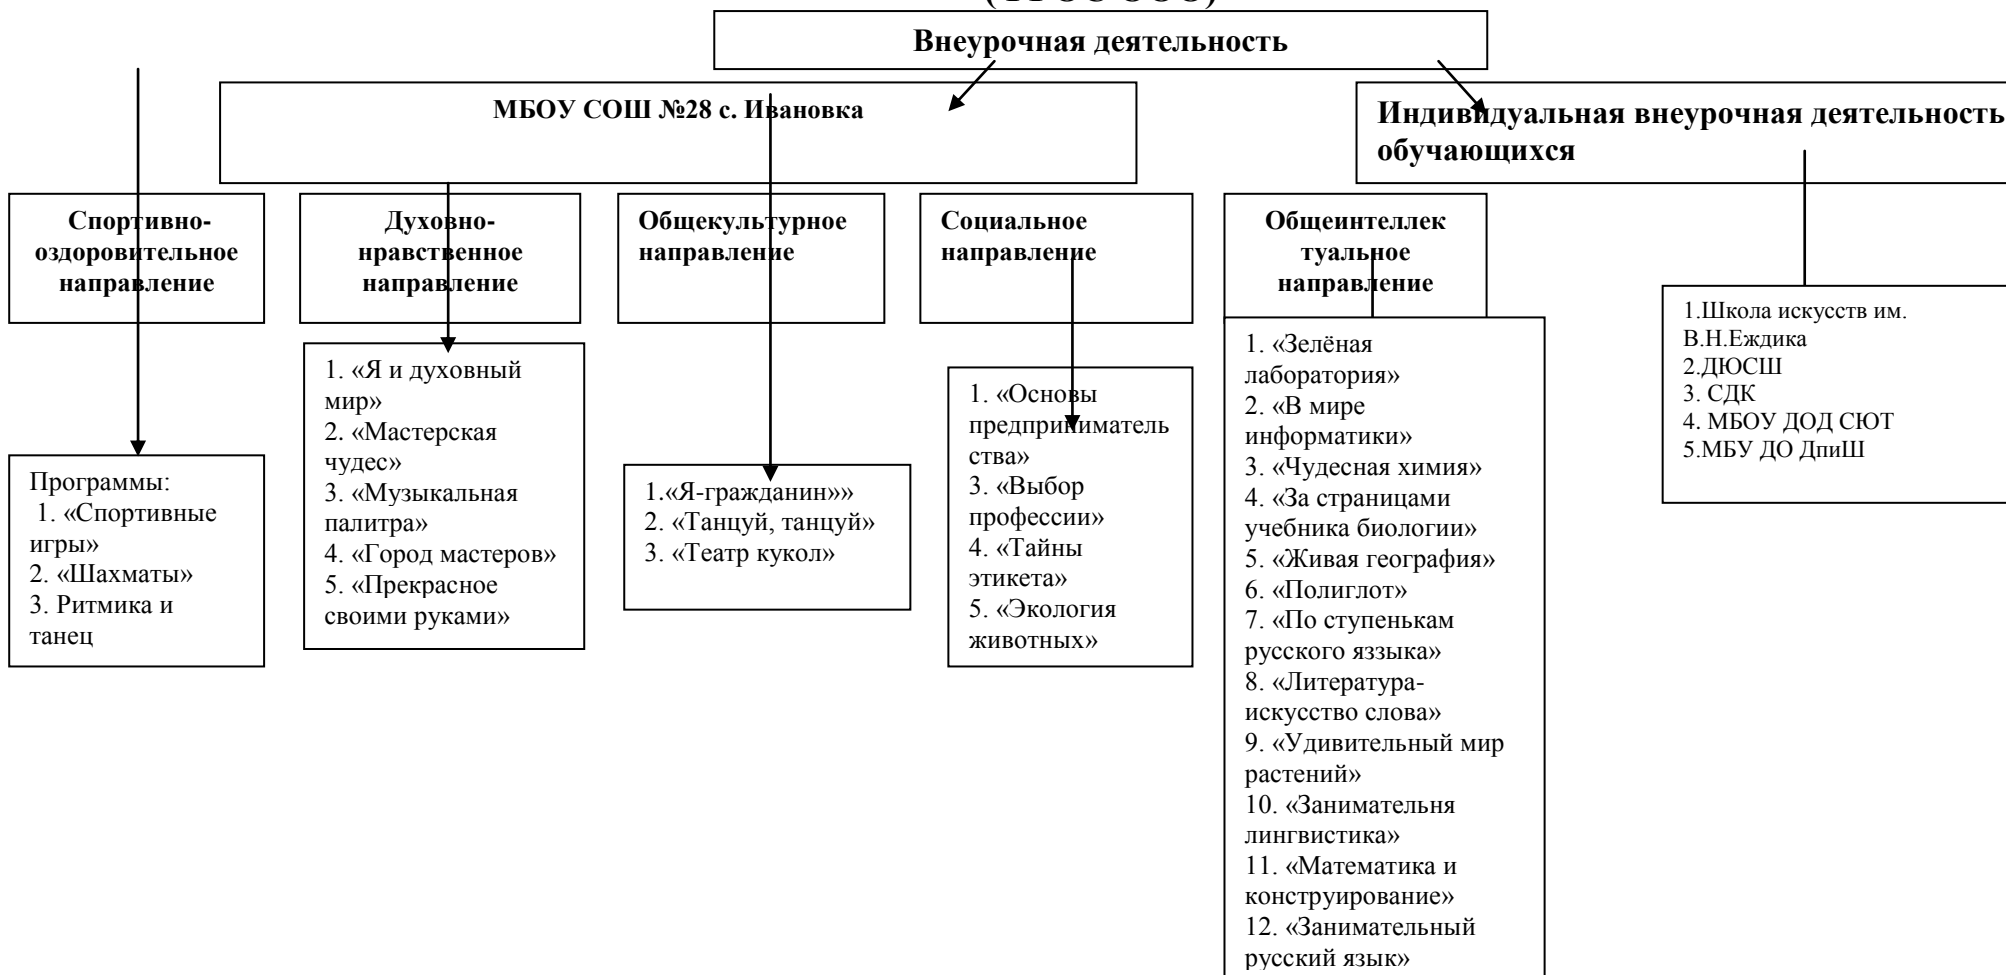 Внеурочная деятельность
МБОУ СОШ №28 с. Ивановка
Индивидуальная внеурочная деятельность
обучающихся
Спортивно-
оздоровительное
направление
Духовно-
нравственное
направление
Общекультурное
направление
Социальное
направление
Общеинтеллек
туальное
направление
Программы:
1. «Спортивные
игры»
2. «Шахматы»
3. Ритмика и
танец
1. «Я и духовный
мир»
2. «Мастерская
чудес»
3. «Музыкальная
палитра»
4. «Город мастеров»
5. «Прекрасное
своими руками»
1.«Я-гражданин»»
2. «Танцуй, танцуй»
3. «Театр кукол»
1. «Основы
предприниматель
ства»
3. «Выбор
профессии»
4. «Тайны
этикета»
5. «Экология
животных»
1. «Зелёная
лаборатория»
2. «В мире
информатики»
3. «Чудесная химия»
4. «За страницами
учебника биологии»
5. «Живая география»
6. «Полиглот»
7. «По ступенькам
русского яззыка»
8. «Литература-
искусство слова»
9. «Удивительный мир
растений»
10. «Занимательня
лингвистика»
11. «Математика и
конструирование»
12. «Занимательный
русский язык»
1.Школа искусств им.
В.Н.Еждика
2.ДЮСШ
3. СДК
4. МБОУ ДОД СЮТ
5.МБУ ДО ДпиШ